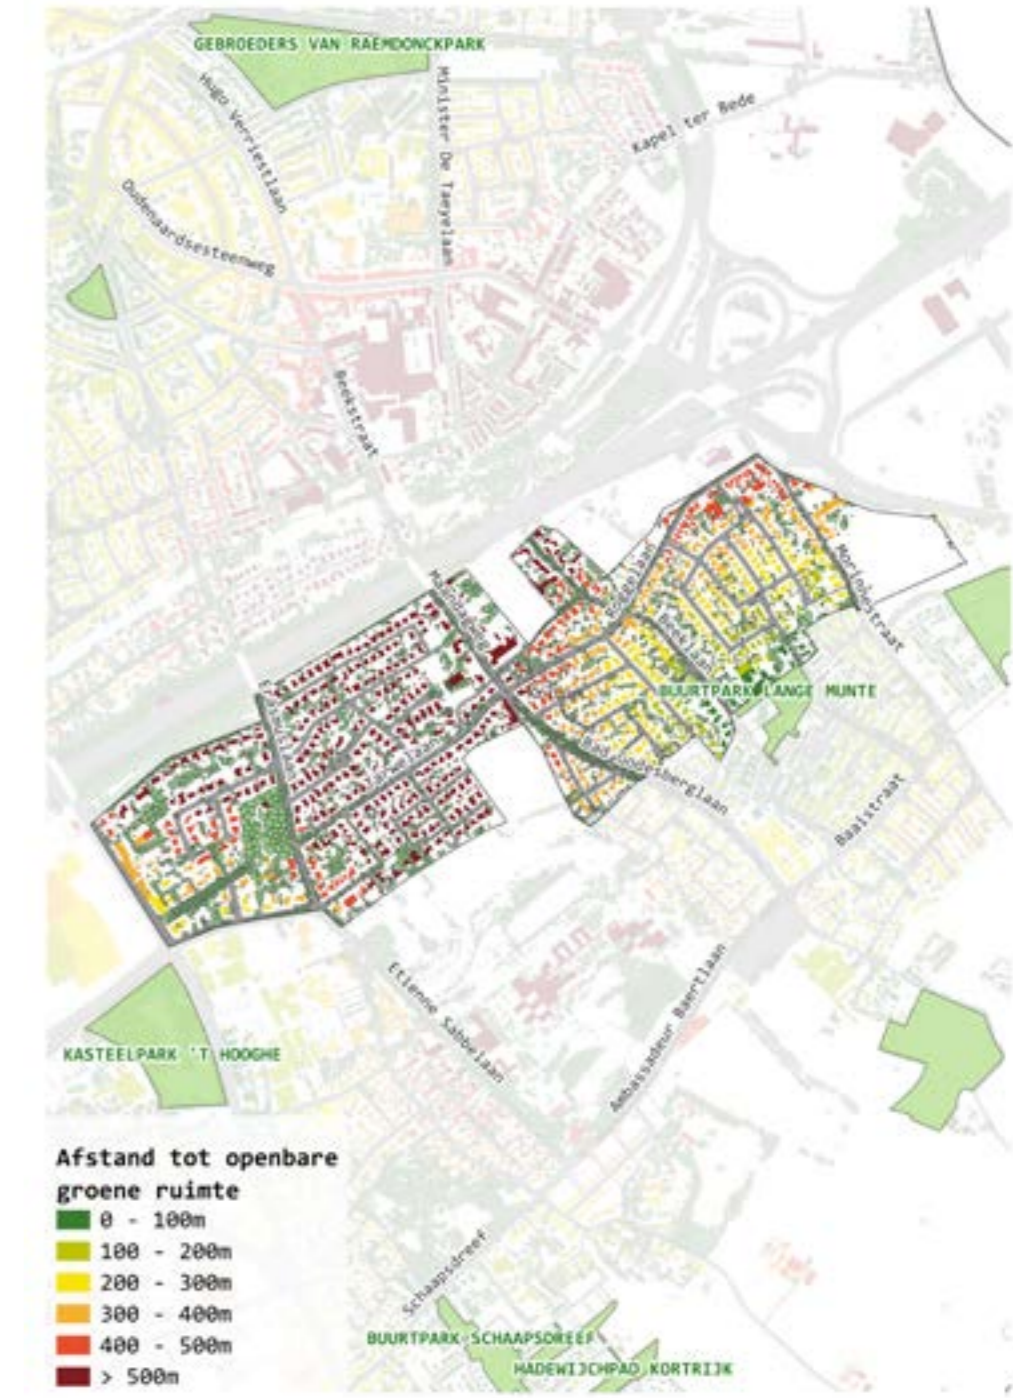 GEBROEDERS VAN RAEMDONCKPARK
Hugo Verriestlaan
Minister De Taeyelaan
Kapel ter Bede
Oudenaardsesteenweg
Beekstraat
BUURTPARK LANGE MUNTE
Baaistraat
Etienne Sabbelaan
Ambassadeur Baertlaan
KASTEELPARK 'T HOOGHE
Afstand tot openbare
groene ruimte
0 - 100m
100 - 200m
200 - 300m
300 - 400m
400 - 500m
> 500m
Schaapsdreef
BUURTPARK SCHAAPSDREEF
HADEWIJCHPAD KORTRIJK